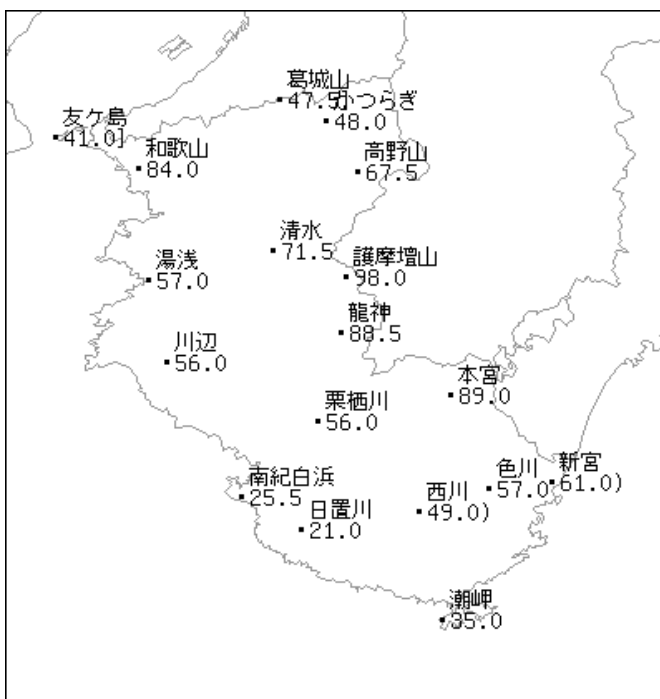 葛城山
47.5
かつらぎ
48.0
友ケ島
41.0]
和歌山
84.0
高野山
67.5
清水
71.5
湯浅
57.0
護摩壇山
98.0
龍神
88.5
川辺
56.0
本宮
89.0
栗栖川
56.0
南紀白浜
25.5
日置川
21.0
西川
49.0)
色川
57.0
新宮
61.0)
潮岬
35.0